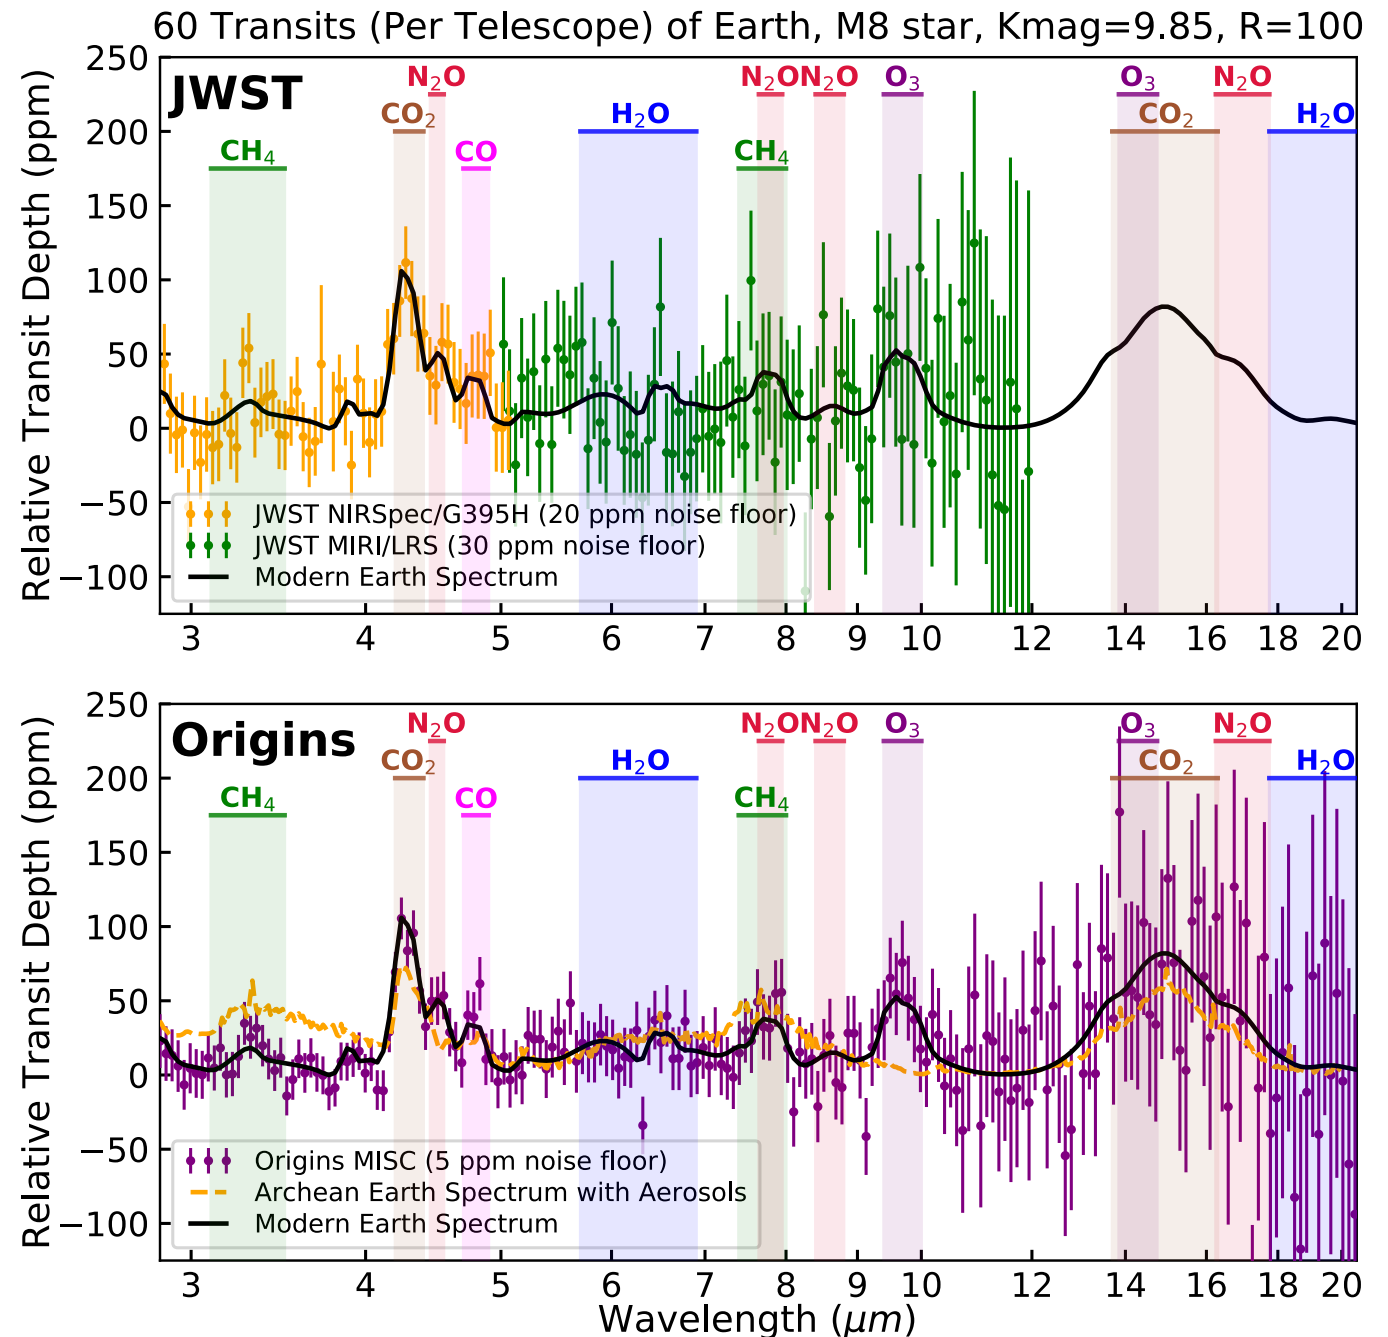 60 Transits (Per Telescope) of Earth, M8 star, Kmag=9.85, R=100
JWST
Relative Transit Depth (ppm)
250
200
150
100
50
0
−50
−100
N₂O
N₂O
N₂O
O₃
O₃
N₂O
CO₂
H₂O
CO₂
H₂O
CH₄
CO
CH₄
JWST NIRSpec/G395H (20 ppm noise floor)
JWST MIRI/LRS (30 ppm noise floor)
Modern Earth Spectrum
3 4 5 6 7 8 9 10 12 14 16 18 20
Origins
Relative Transit Depth (ppm)
250
200
150
100
50
0
−50
−100
N₂O
N₂O
N₂O
O₃
O₃
N₂O
CO₂
H₂O
CO₂
H₂O
CH₄
CO
CH₄
Origins MISC (5 ppm noise floor)
Archean Earth Spectrum with Aerosols
Modern Earth Spectrum
3 4 5 6 7 8 9 10 12 14 16 18 20
Wavelength (μm)